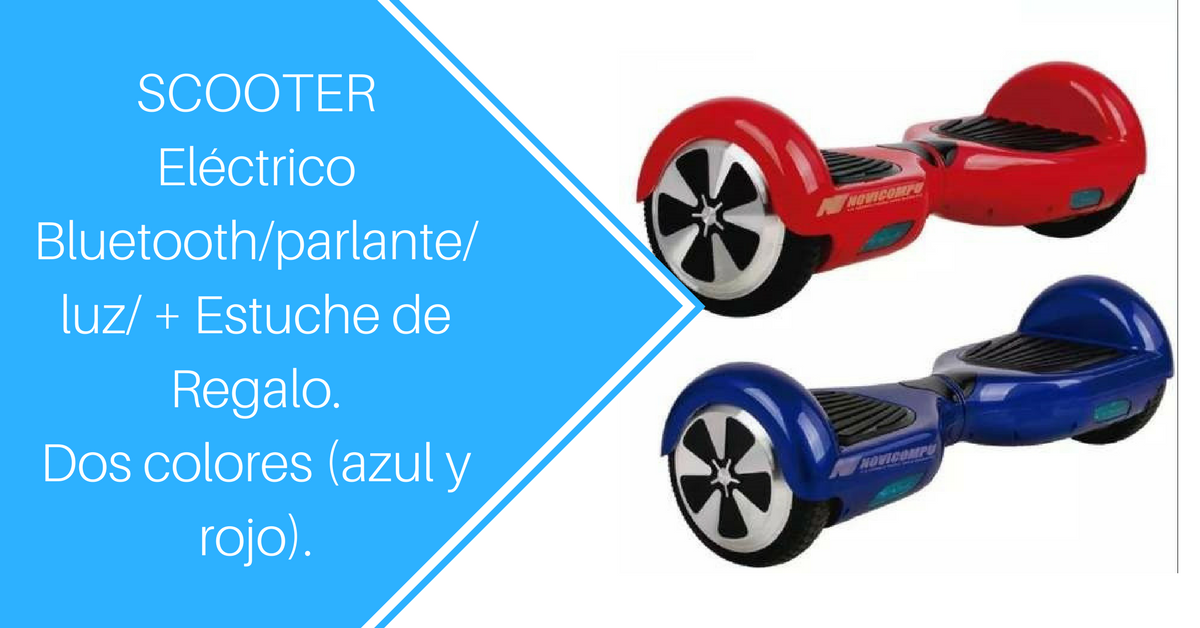 SCOOTER
Eléctrico
Bluetooth/parlante/
luz/ + Estuche de
Regalo.
Dos colores (azul y
rojo).
NOVICOMPU
NOVICOMPU